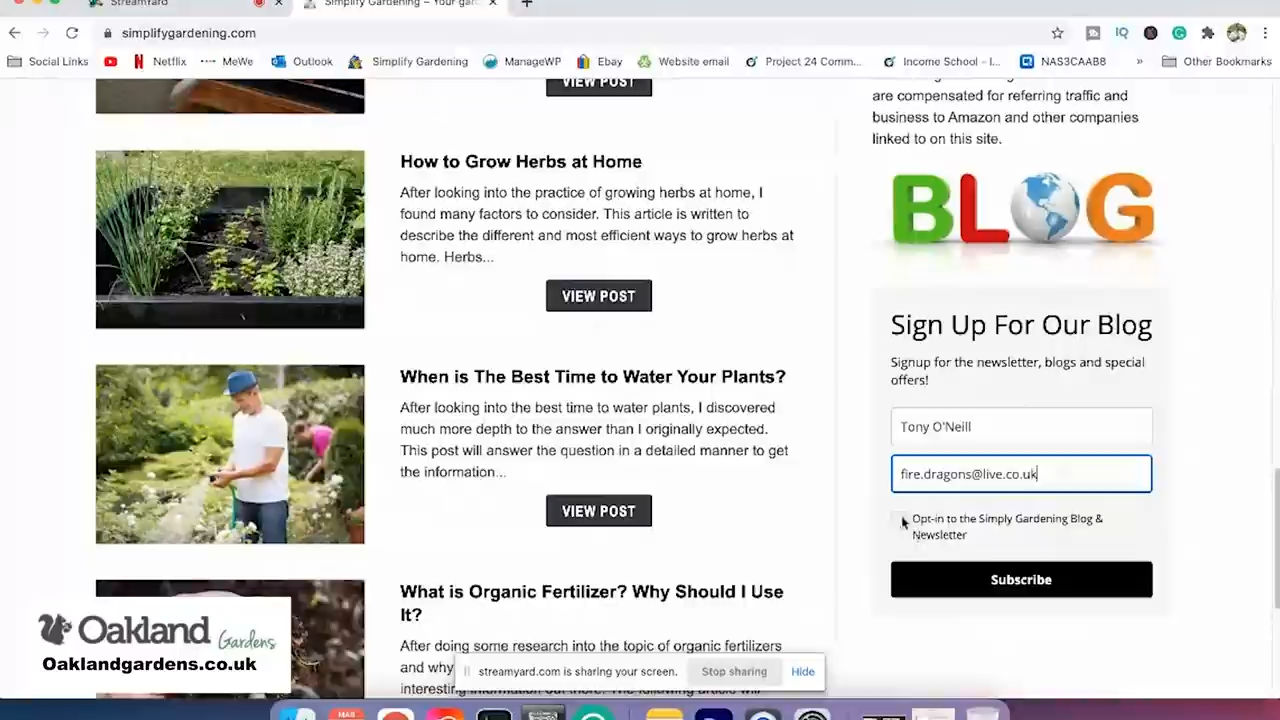 StreamYard
Simplify Gardening – Your gar
simplifygardening.com
Social Links
Netflix
MeWe
Outlook
Simplify Gardening
ManageWP
Ebay
Website email
Project 24 Comm...
Income School – I...
NAS3CAAB8
»
Other Bookmarks
VIEW POST
are compensated for referring traffic and
business to Amazon and other companies
linked to on this site.
BLOG
How to Grow Herbs at Home
After looking into the practice of growing herbs at home, I
found many factors to consider. This article is written to
describe the different and most efficient ways to grow herbs at
home. Herbs...
VIEW POST
When is The Best Time to Water Your Plants?
After looking into the best time to water plants, I discovered
much more depth to the answer than I originally expected.
This post will answer the question in a detailed manner to get
the information...
VIEW POST
What is Organic Fertilizer? Why Should I Use
It?
After doing some research into the topic of organic fertilizers
and why
Sign Up For Our Blog
Signup for the newsletter, blogs and special
offers!
Tony O'Neill
fire.dragons@live.co.uk
Opt-in to the Simply Gardening Blog &
Newsletter
Subscribe
streamyard.com is sharing your screen.
Stop sharing
Hide
Oakland Gardens
Oaklandgardens.co.uk
MAR